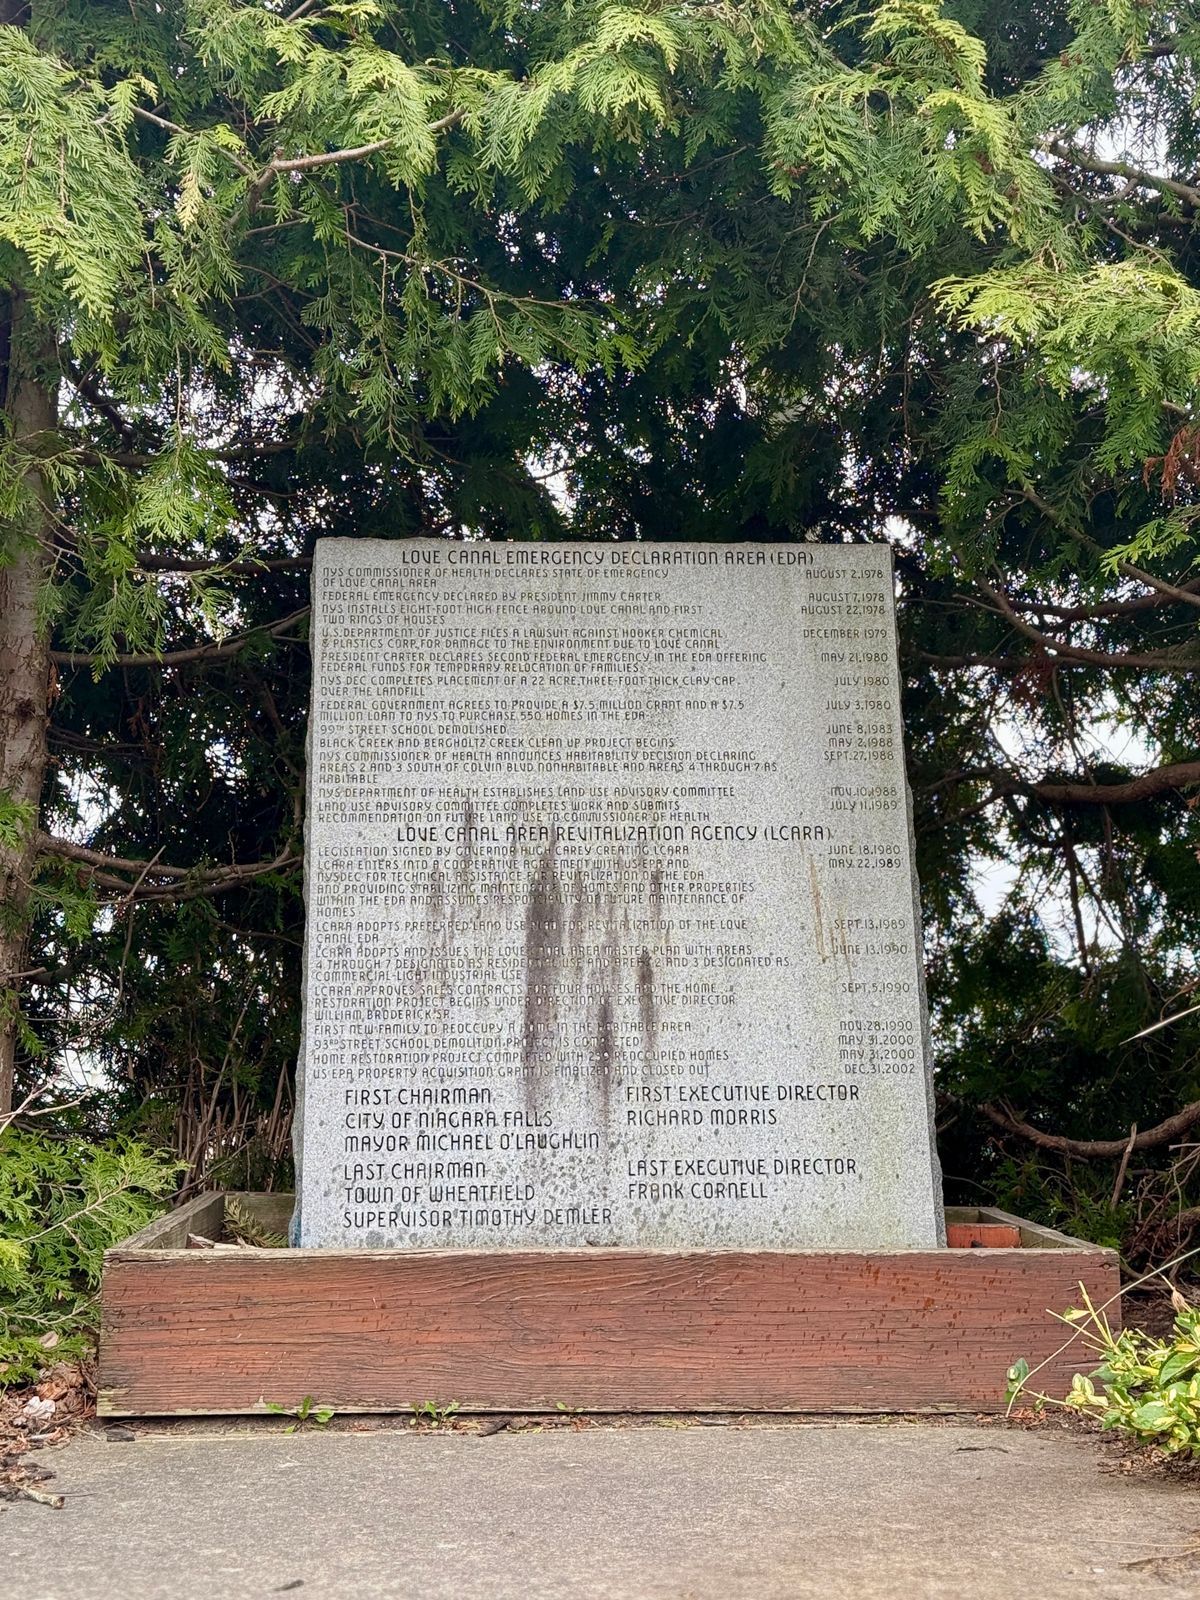 LOVE CANAL EMERGENCY DECLARATION AREA (EDA)
NYS COMMISSIONER OF HEALTH DECLARES STATE OF EMERGENCY AUGUST 2,1978
OF LOVE CANAL AREA
FEDERAL EMERGENCY DECLARED BY PRESIDENT JIMMY CARTER AUGUST 7,1978
NYS INSTALLS EIGHT-FOOT HIGH FENCE AROUND LOVE CANAL AND FIRST AUGUST 22,1978
TWO RINGS OF HOUSES
U.S. DEPARTMENT OF JUSTICE FILES A LAWSUIT AGAINST HOOKER CHEMICAL DECEMBER 1979
& PLASTICS CORP. FOR DAMAGE TO THE ENVIRONMENT DUE TO LOVE CANAL
PRESIDENT CARTER DECLARES SECOND FEDERAL EMERGENCY IN THE EDA OFFERING MAY 21,1980
FEDERAL FUNDS FOR TEMPORARY RELOCATION OF FAMILIES
NYS DEC COMPLETES PLACEMENT OF A 22 ACRE, THREE-FOOT THICK CLAY CAP JULY 1980
OVER THE LANDFILL
FEDERAL GOVERNMENT AGREES TO PROVIDE A $7.5 MILLION GRANT AND A $7.5 JULY 3,1980
MILLION LOAN TO NYS TO PURCHASE 550 HOMES IN THE EDA
99TH STREET SCHOOL DEMOLISHED JUNE 8,1983
BLACK CREEK AND BERGHOLTZ CREEK CLEAN UP PROJECT BEGINS MAY 2,1988
NYS COMMISSIONER OF HEALTH ANNOUNCES HABITABILITY DECISION DECLARING SEPT.27,1988
AREAS 2 AND 3 SOUTH OF COLVIN BLVD NONHABITABLE AND AREAS 4 THROUGH 7 AS
HABITABLE
NYS DEPARTMENT OF HEALTH ESTABLISHES LAND USE ADVISORY COMMITTEE NOV.10,1988
LAND USE ADVISORY COMMITTEE COMPLETES WORK AND SUBMITS JULY 11,1989
RECOMMENDATION ON FUTURE LAND USE TO COMMISSIONER OF HEALTH
LOVE CANAL AREA REVITALIZATION AGENCY (LCARA)
LEGISLATION SIGNED BY GOVERNOR HUGH CAREY CREATING LCARA JUNE 18,1980
LCARA ENTERS INTO A COOPERATIVE AGREEMENT WITH US EPA AND MAY 22,1989
NYSDEC FOR TECHNICAL ASSISTANCE FOR REVITALIZATION OF THE EDA
AND PROVIDING STABILIZING MAINTENANCE OF HOMES AND OTHER PROPERTIES
WITHIN THE EDA AND ASSUMES RESPONSIBILITY OF FUTURE MAINTENANCE OF
HOMES
LCARA ADOPTS PREFERRED LAND USE PLAN FOR REVITALIZATION OF THE LOVE SEPT.13,1989
CANAL EDA
LCARA ADOPTS AND ISSUES THE LOVE CANAL AREA MASTER PLAN WITH AREAS JUNE 13,1990
4 THROUGH 7 DESIGNATED AS RESIDENTIAL USE AND AREAS 2 AND 3 DESIGNATED AS
COMMERCIAL-LIGHT INDUSTRIAL USE
LCARA APPROVES SALES CONTRACTS FOR FOUR HOUSES AND THE HOME SEPT.5,1990
RESTORATION PROJECT BEGINS UNDER DIRECTION OF EXECUTIVE DIRECTOR
WILLIAM BRODERICK SR.
FIRST NEW FAMILY TO REOCCUPY A HOME IN THE HABITABLE AREA NOV.28,1990
93RD STREET SCHOOL DEMOLITION PROJECT IS COMPLETED MAY 31,2000
HOME RESTORATION PROJECT COMPLETED WITH 239 REOCCUPIED HOMES MAY 31,2000
US EPA PROPERTY ACQUISITION GRANT IS FINALIZED AND CLOSED OUT DEC.31,2002
FIRST CHAIRMAN FIRST EXECUTIVE DIRECTOR
CITY OF NIAGARA FALLS RICHARD MORRIS
MAYOR MICHAEL O'LAUGHLIN
LAST CHAIRMAN LAST EXECUTIVE DIRECTOR
TOWN OF WHEATFIELD FRANK CORNELL
SUPERVISOR TIMOTHY DEMLER